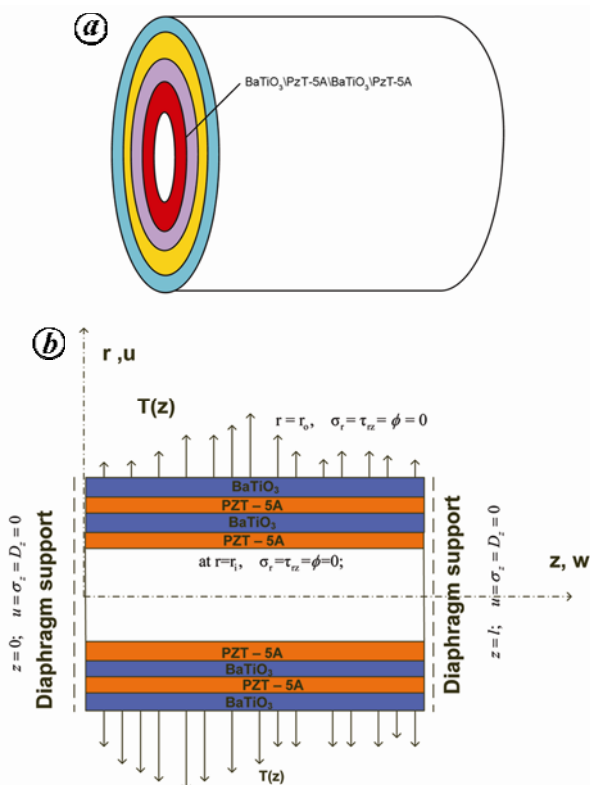 a
BaTiO₃\PzT-5A\BaTiO₃\PzT-5A
b
r ,u
T(z)
r = rₒ, σᵣ = τᵣz = ϕ = 0
BaTiO₃
PZT – 5A
BaTiO₃
PZT – 5A
at r=rᵢ, σᵣ=τᵣz=ϕ=0;
z = 0; u = σz = Dz = 0
Diaphragm support
Diaphragm support
z = l; u = σz = Dz = 0
z, w
PZT – 5A
BaTiO₃
PZT – 5A
BaTiO₃
T(z)